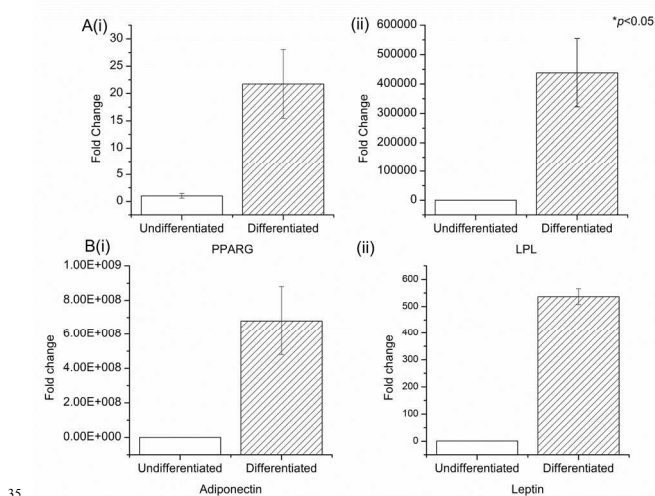 A(i)
30
25
20
15
10
5
0
Fold Change
Undifferentiated Differentiated
PPARG
(ii)
*p<0.05
600000
500000
400000
300000
200000
100000
0
Fold Change
Undifferentiated Differentiated
LPL
B(i)
1.00E+009
8.00E+008
6.00E+008
4.00E+008
2.00E+008
0.00E+000
Fold change
Undifferentiated Differentiated
Adiponectin
(ii)
600
500
400
300
200
100
0
Fold change
Undifferentiated Differentiated
Leptin
35